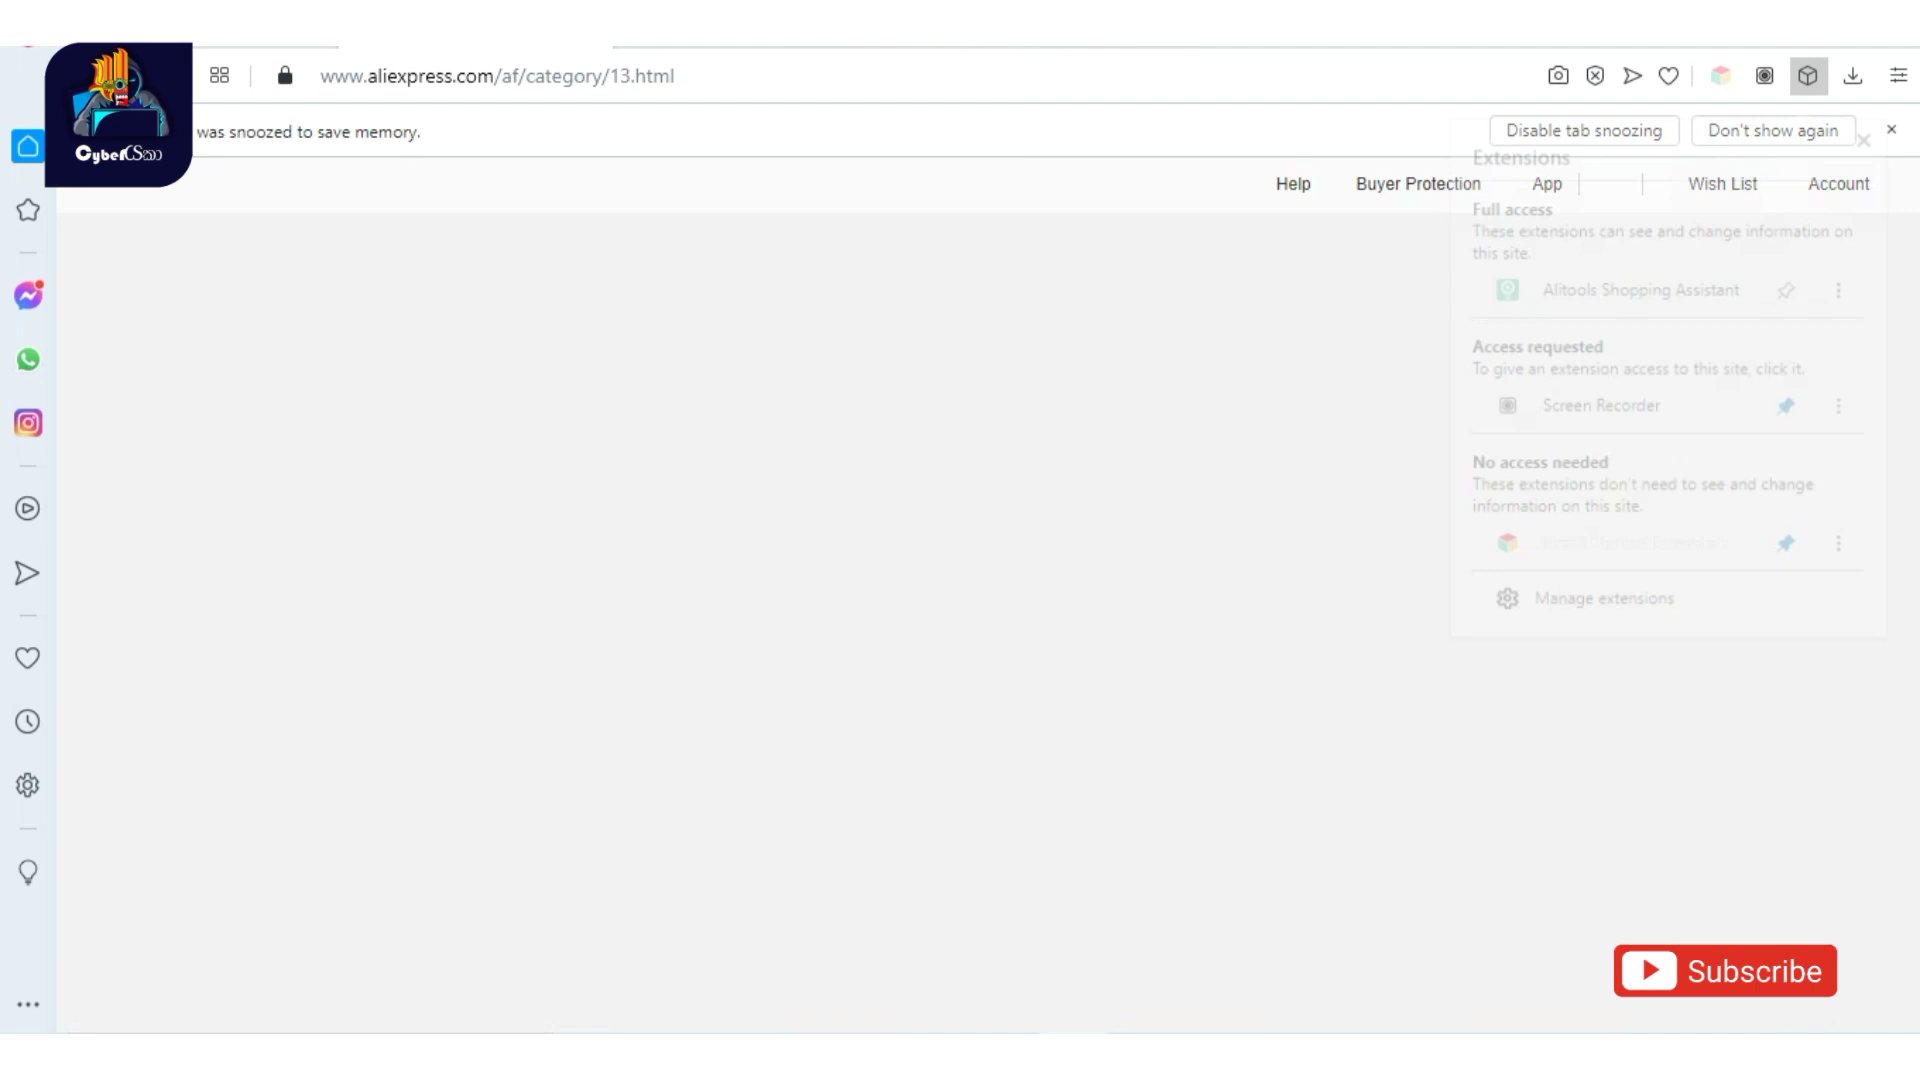 www.aliexpress.com/af/category/13.html
was snoozed to save memory.
Disable tab snoozing
Don't show again
Extensions
Help
Buyer Protection
App
Wish List
Account
Full access
These extensions can see and change information on
this site.
Alitools Shopping Assistant
Access requested
To give an extension access to this site, click it.
Screen Recorder
No access needed
These extensions don't need to see and change
information on this site.
Manage extensions
Subscribe